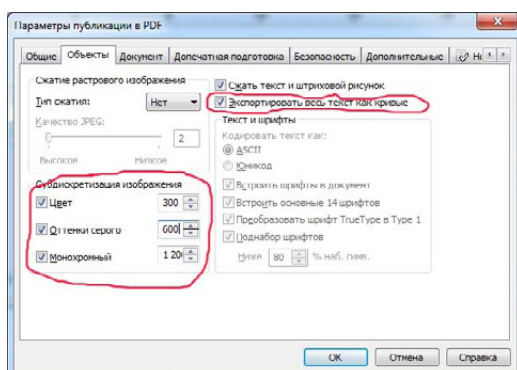 Параметры публикации в PDF
Общие Объекты Документ Допечатная подготовка Безопасность Дополнительные
Сжатие растрового изображения
Тип сжатия: Нет
Качество JPEG:
2
Высокое Низкое
Субдискретизация изображения
Цвет 300
Оттенки серого 600
Монохромный 1 20
Сжать текст и штриховой рисунок
Экспортировать весь текст как кривые
Текст и шрифты
Кодировать текст как:
ASCII
Юникод
Встроить шрифты в документ
Встроить основные 14 шрифтов
Преобразовать шрифт TrueType в Type 1
Поднабор шрифтов
Ниже 80 % наб. симв.
ОК Отмена Справка